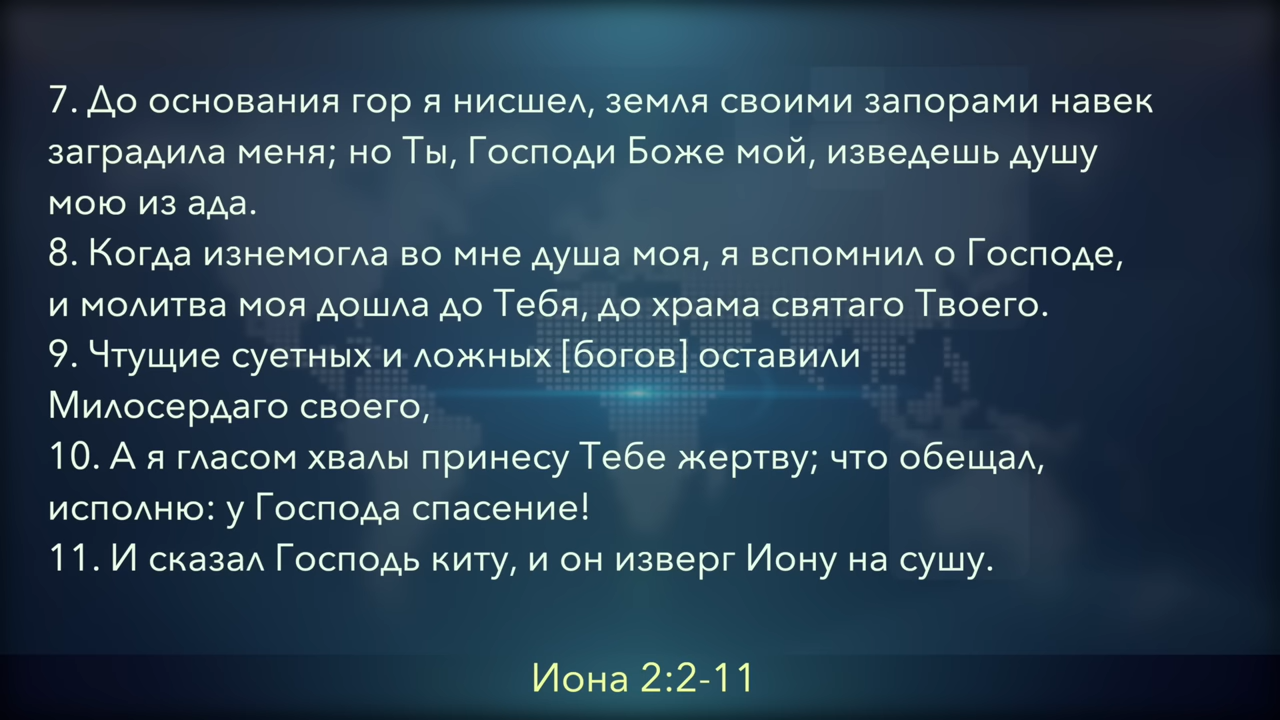 7. До основания гор я нисшел, земля своими запорами навек
заградила меня; но Ты, Господи Боже мой, изведешь душу
мою из ада.
8. Когда изнемогла во мне душа моя, я вспомнил о Господе,
и молитва моя дошла до Тебя, до храма святаго Твоего.
9. Чтущие суетных и ложных [богов] оставили
Милосердаго своего,
10. А я гласом хвалы принесу Тебе жертву; что обещал,
исполню: у Господа спасение!
11. И сказал Господь киту, и он изверг Иону на сушу.
Иона 2:2-11